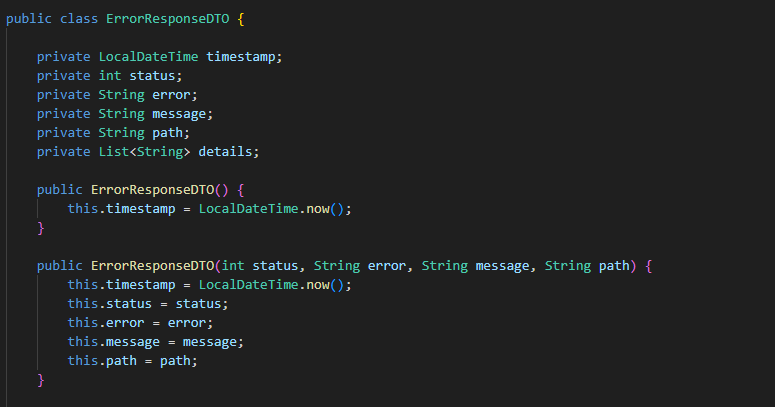 public class ErrorResponseDTO {
    private LocalDateTime timestamp;
    private int status;
    private String error;
    private String message;
    private String path;
    private List<String> details;
    public ErrorResponseDTO() {
        this.timestamp = LocalDateTime.now();
    }
    public ErrorResponseDTO(int status, String error, String message, String path) {
        this.timestamp = LocalDateTime.now();
        this.status = status;
        this.error = error;
        this.message = message;
        this.path = path;
    }